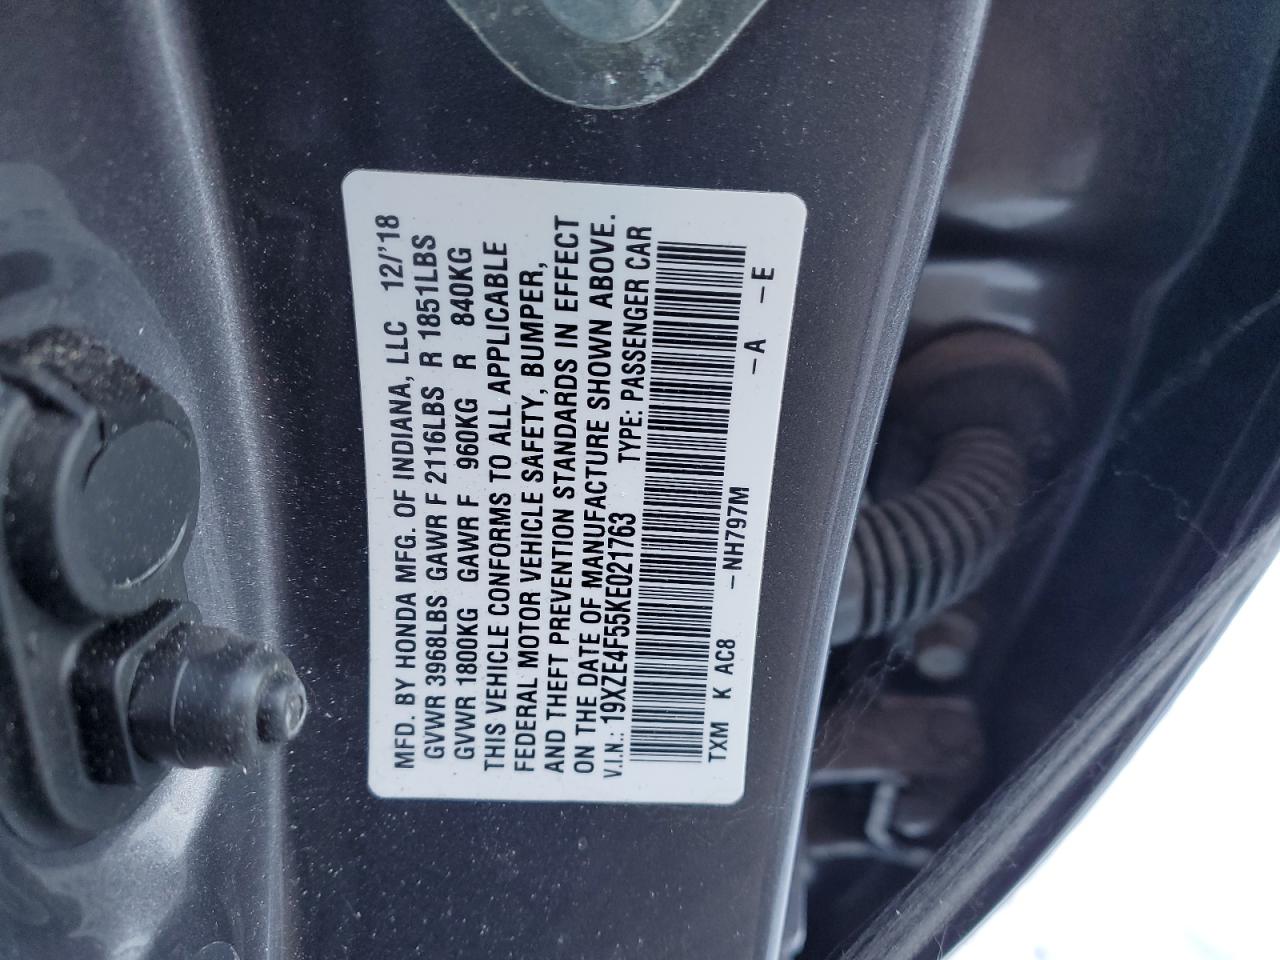 MFD. BY HONDA MFG. OF INDIANA, LLC 12/'18
GVWR 3968LBS GAWR F 2116LBS R 1851LBS
GVWR 1800KG GAWR F 960KG R 840KG
THIS VEHICLE CONFORMS TO ALL APPLICABLE
FEDERAL MOTOR VEHICLE SAFETY, BUMPER,
AND THEFT PREVENTION STANDARDS IN EFFECT
ON THE DATE OF MANUFACTURE SHOWN ABOVE.
V.I.N.: 19XZE4F55KE021763 TYPE: PASSENGER CAR
TXM K AC8 -NH797M -A -E